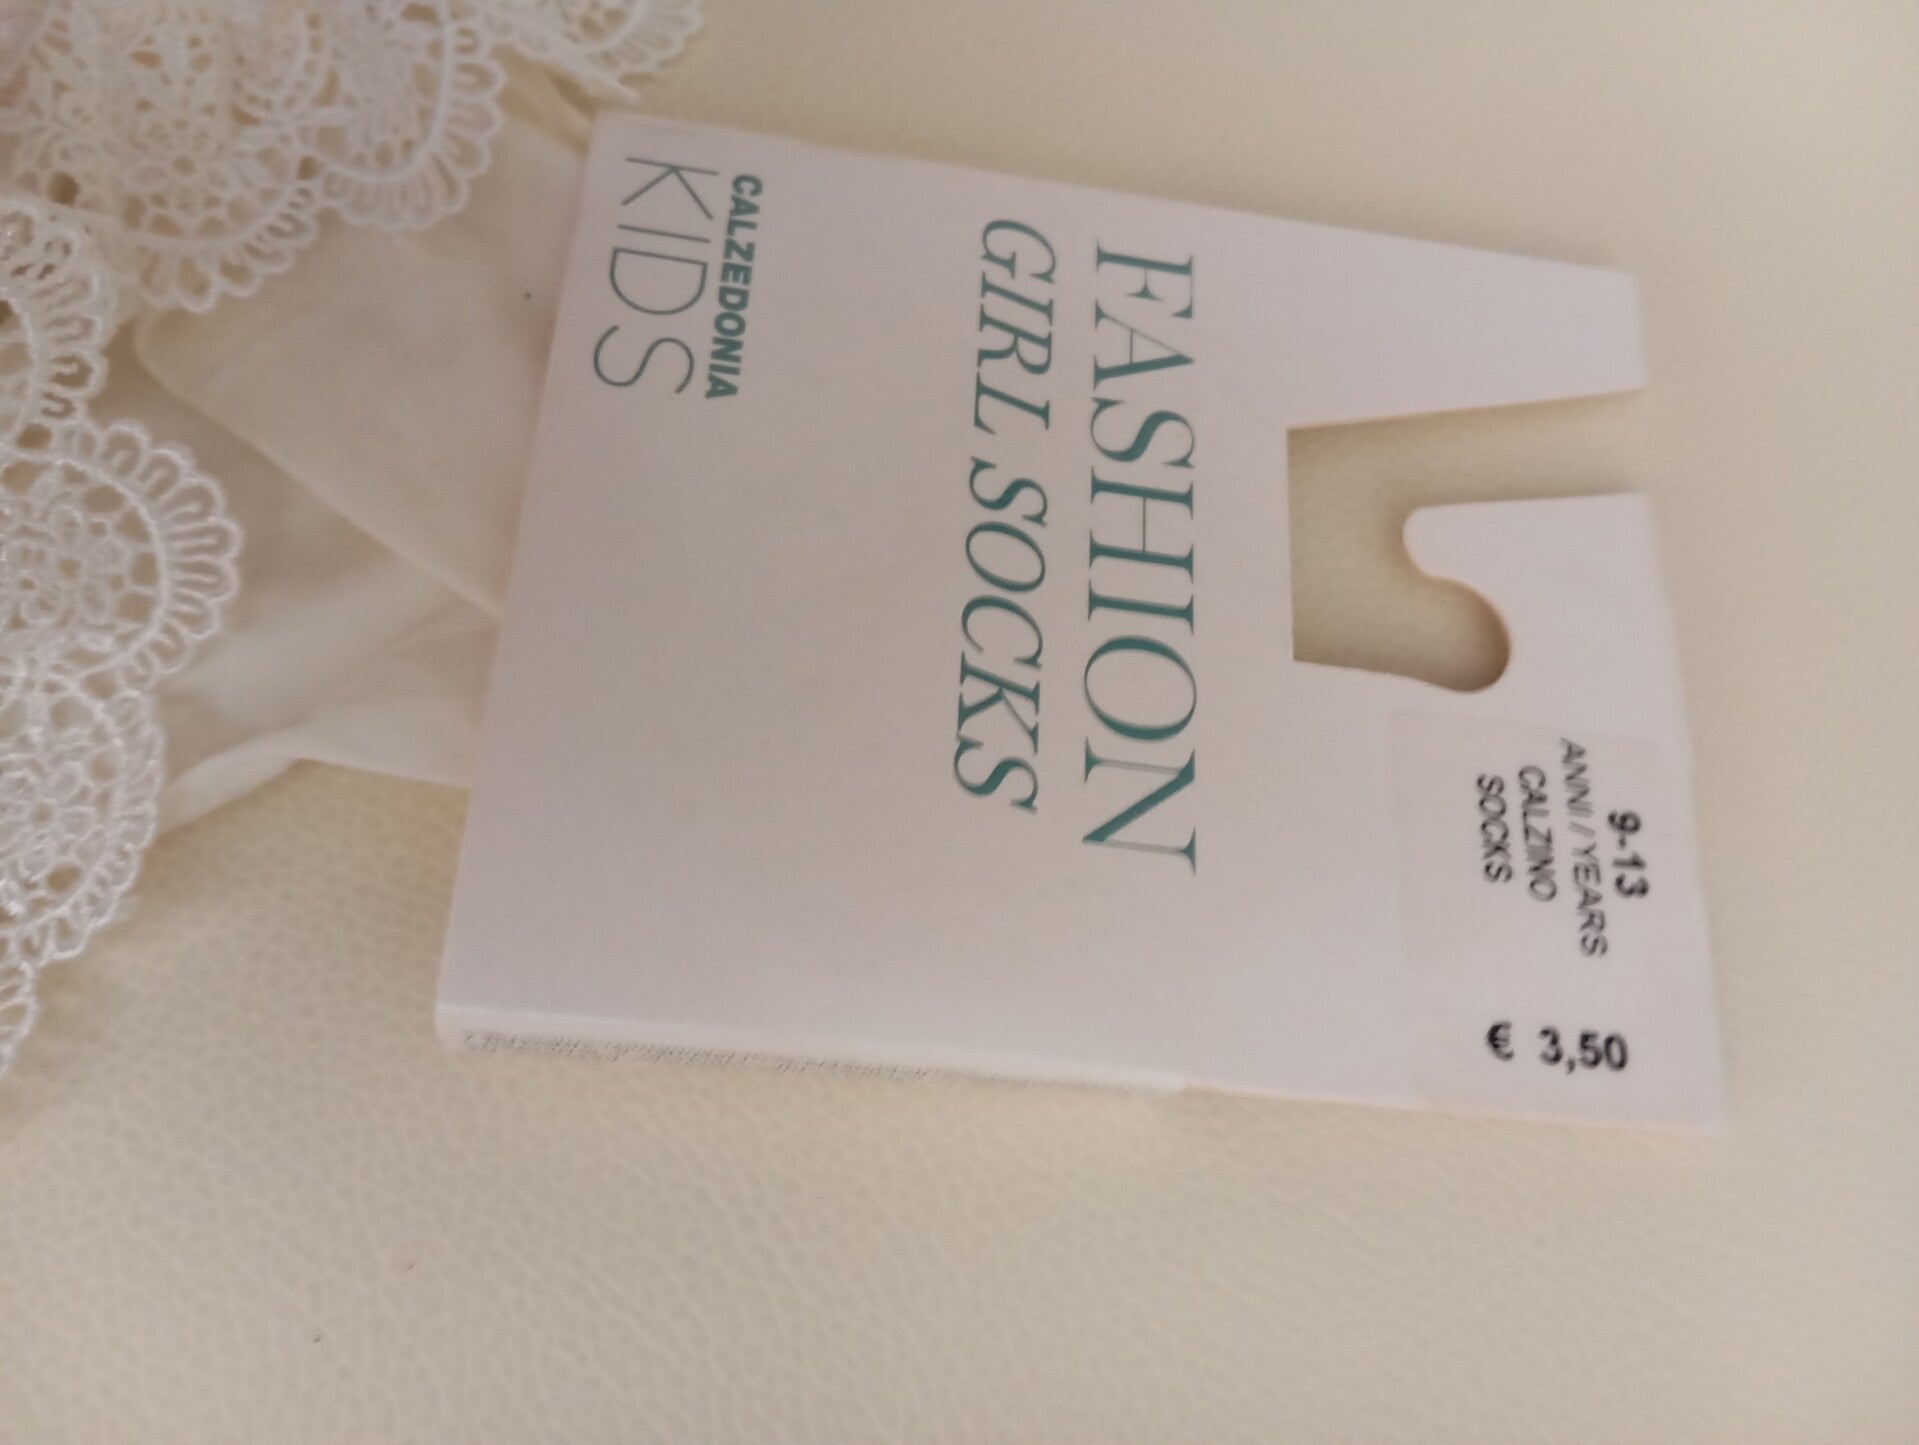 9-13
ANNI / YEARS
CALZINO
SOCKS
€ 3,50
FASHION
GIRL SOCKS
CALZEDONIA
KIDS